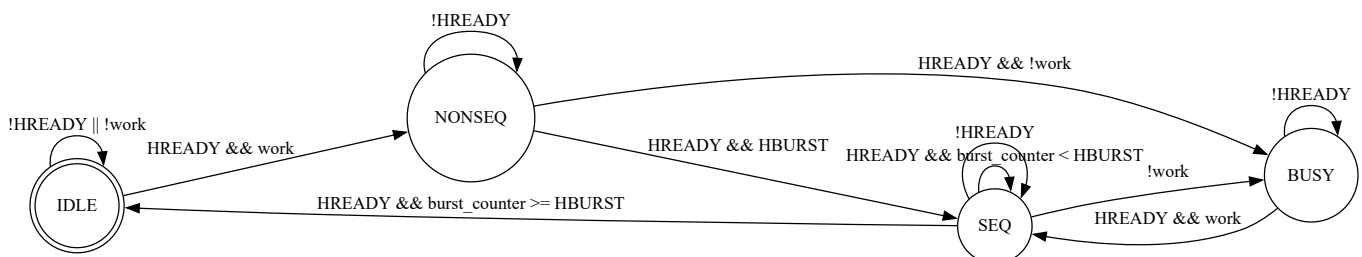 !HREADY
HREADY && !work
!HREADY
!HREADY || !work
NONSEQ
HREADY && work
HREADY && HBURST
!HREADY
HREADY && burst_counter < HBURST
!work
BUSY
IDLE
HREADY && burst_counter >= HBURST
SEQ
HREADY && work